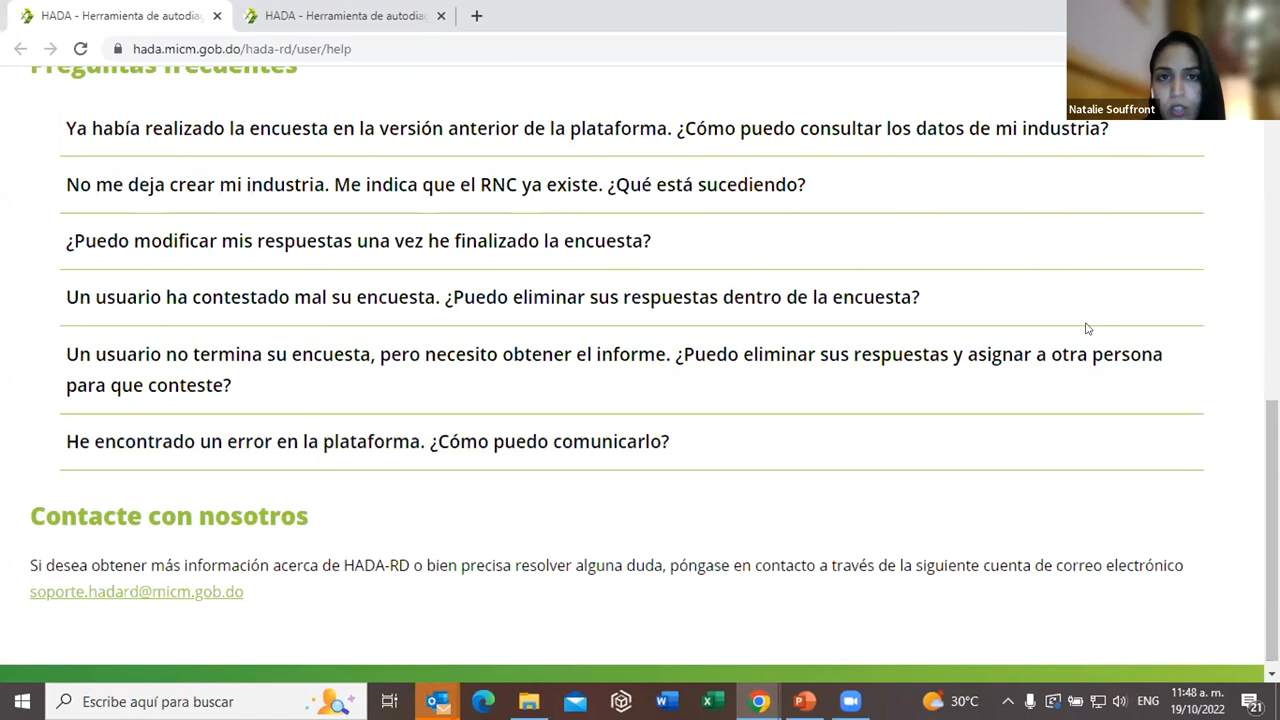 HADA - Herramienta de autodiag
HADA - Herramienta de autodiag
hada.micm.gob.do/hada-rd/user/help
Natalie Souffront
Preguntas frecuentes
Ya había realizado la encuesta en la versión anterior de la plataforma. ¿Cómo puedo consultar los datos de mi industria?
No me deja crear mi industria. Me indica que el RNC ya existe. ¿Qué está sucediendo?
¿Puedo modificar mis respuestas una vez he finalizado la encuesta?
Un usuario ha contestado mal su encuesta. ¿Puedo eliminar sus respuestas dentro de la encuesta?
Un usuario no termina su encuesta, pero necesito obtener el informe. ¿Puedo eliminar sus respuestas y asignar a otra persona
para que conteste?
He encontrado un error en la plataforma. ¿Cómo puedo comunicarlo?
Contacte con nosotros
Si desea obtener más información acerca de HADA-RD o bien precisa resolver alguna duda, póngase en contacto a través de la siguiente cuenta de correo electrónico
soporte.hadard@micm.gob.do
Escribe aquí para buscar
30°C
ENG
11:48 a. m.
19/10/2022
21